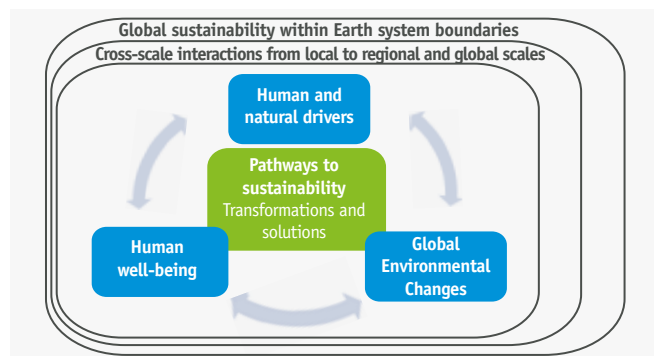 Global sustainability within Earth system boundaries
Cross-scale interactions from local to regional and global scales
Human and
natural drivers
Pathways to
sustainability
Transformations and
solutions
Human
well-being
Global
Environmental
Changes